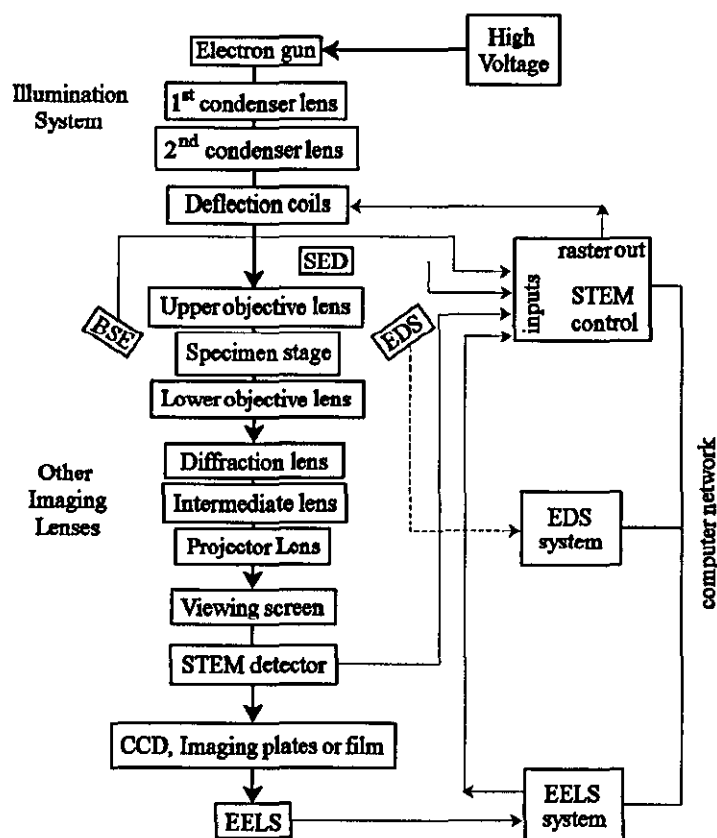 Electron gun
High
Voltage
Illumination
System
1st condenser lens
2nd condenser lens
Deflection coils
raster out
SED
inputs
STEM
control
BSE
Upper objective lens
EDS
Specimen stage
Lower objective lens
Other
Imaging
Lenses
Diffraction lens
Intermediate lens
Projector Lens
EDS
system
computer network
Viewing screen
STEM detector
CCD, Imaging plates or film
EELS
EELS
system